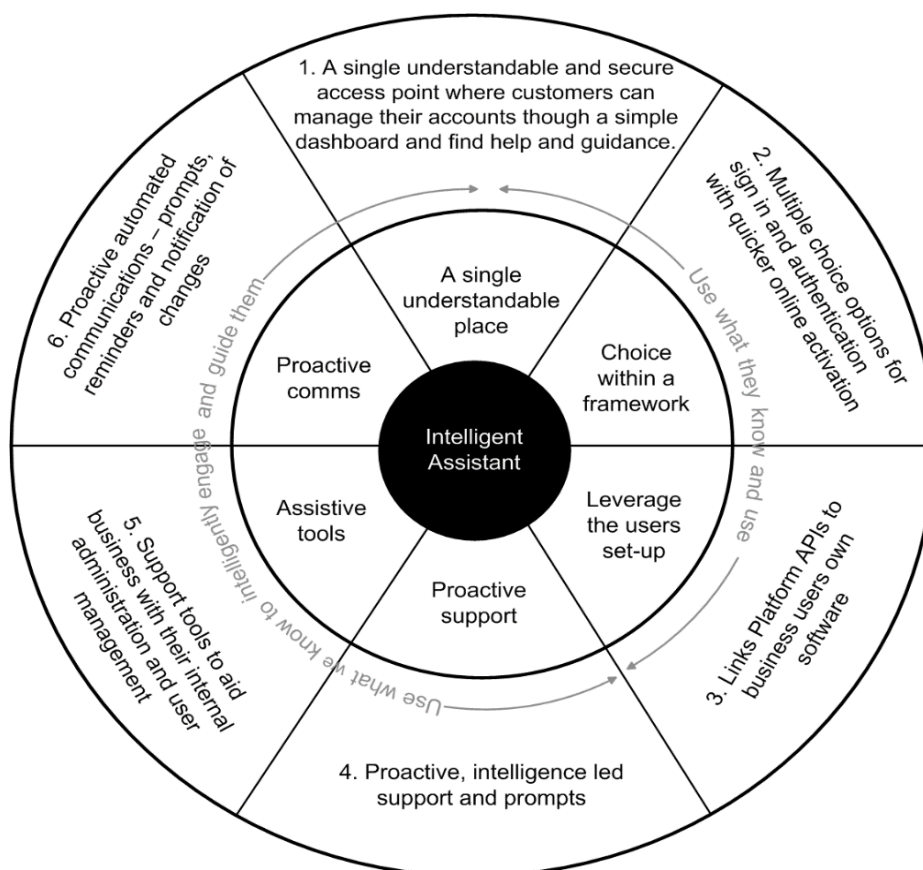 1. A single understandable and secure
access point where customers can
manage their accounts though a simple
dashboard and find help and guidance.
2. Multiple choice options for
sign in and authentication
with quicker online activation
3. Links Platform APIs to
business users own
software
4. Proactive, intelligence led
support and prompts
5. Support tools to aid
business with their internal
administration and user
management
6. Proactive automated
communications – prompts,
reminders and notification of
changes
Use what they know and use
Use what we know to intelligently engage and guide them
A single
understandable
place
Choice
within a
framework
Leverage
the users
set-up
Proactive
support
Assistive
tools
Proactive
comms
Intelligent
Assistant